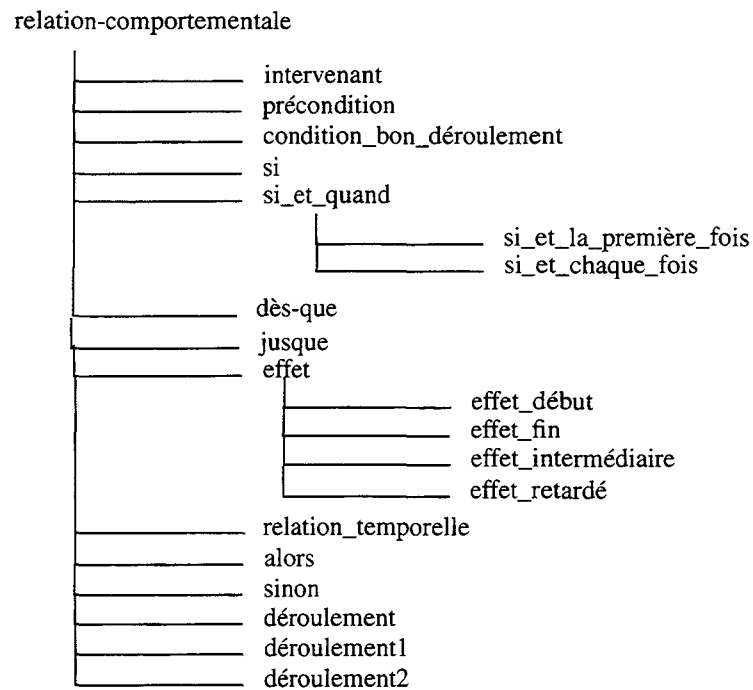 relation-comportementale
intervenant
précondition
condition_bon_déroulement
si
si_et_quand
si_et_la_première_fois
si_et_chaque_fois
dès-que
jusque
effet
effet_début
effet_fin
effet_intermédiaire
effet_retardé
relation_temporelle
alors
sinon
déroulement
déroulement1
déroulement2